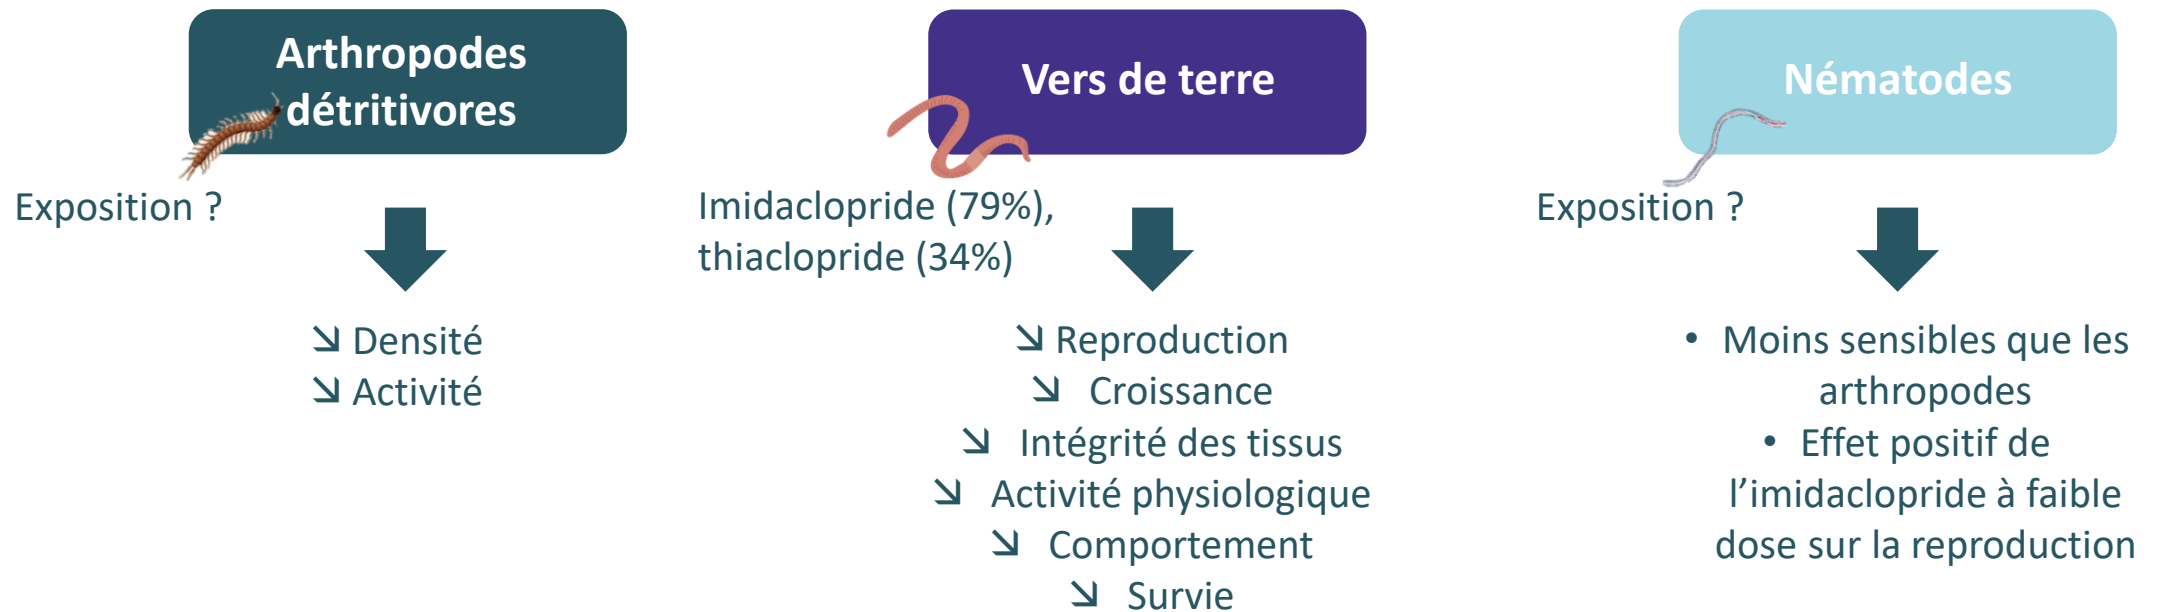 Arthropodes
détritivores
Exposition ?
↘ Densité
↘ Activité
Vers de terre
Imidaclopride (79%),
thiaclopride (34%)
↘ Reproduction
↘ Croissance
↘ Intégrité des tissus
↘ Activité physiologique
↘ Comportement
↘ Survie
Nématodes
Exposition ?
• Moins sensibles que les
arthropodes
• Effet positif de
l’imidaclopride à faible
dose sur la reproduction